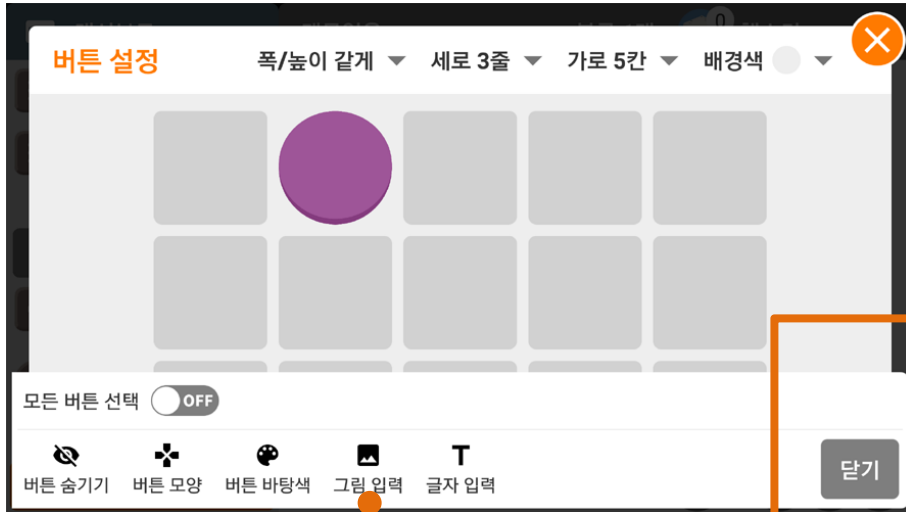 버튼 설정 폭/높이 같게 세로 3줄 가로 5칸 배경색
모든 버튼 선택 OFF
버튼 숨기기 버튼 모양 버튼 바탕색 그림 입력 글자 입력
닫기